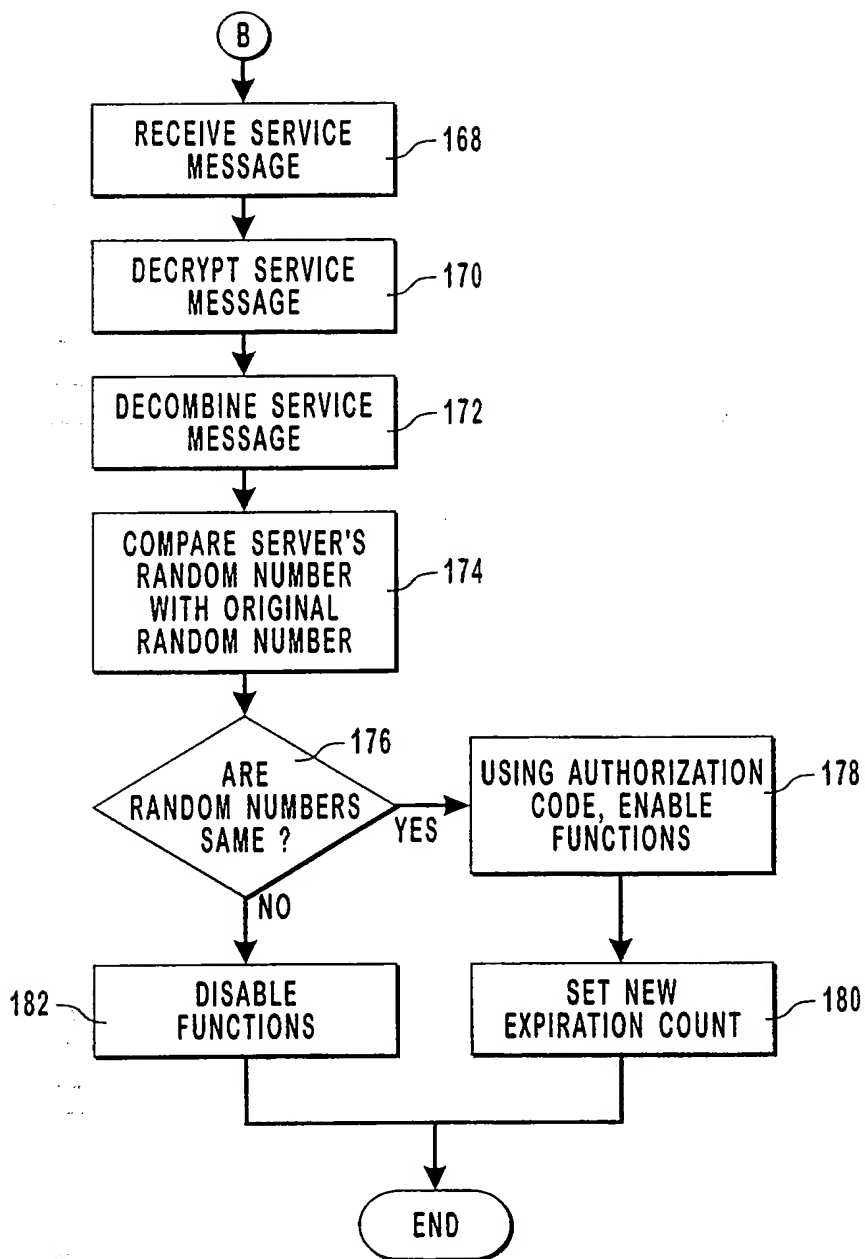 B
RECEIVE SERVICE
MESSAGE
168
DECRYPT SERVICE
MESSAGE
170
DECOMBINE SERVICE
MESSAGE
172
COMPARE SERVER'S
RANDOM NUMBER
WITH ORIGINAL
RANDOM NUMBER
174
ARE
RANDOM NUMBERS
SAME ?
176
YES
USING AUTHORIZATION
CODE, ENABLE
FUNCTIONS
178
NO
182
DISABLE
FUNCTIONS
SET NEW
EXPIRATION COUNT
180
END